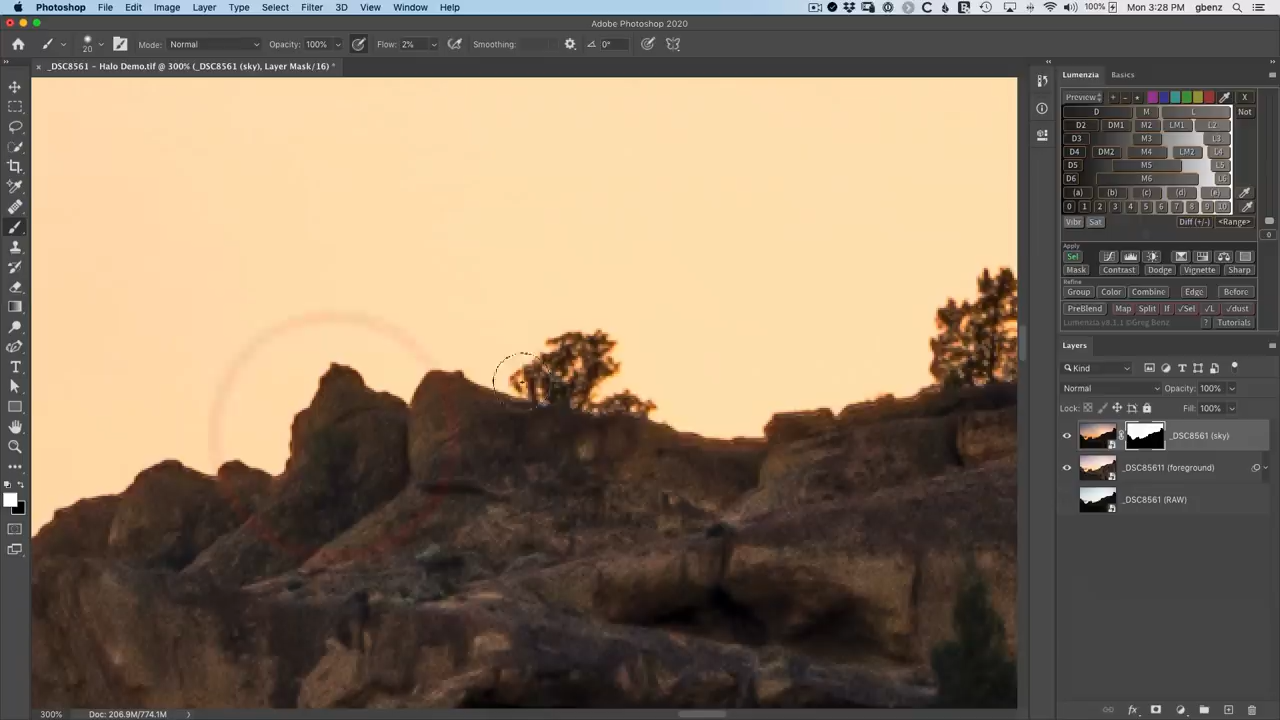 Photoshop File Edit Image Layer Type Select Filter 3D View Window Help 100% Mon 3:28 PM gbenz
Adobe Photoshop 2020
20 Mode: Normal Opacity: 100% Flow: 2% Smoothing: 0°
_DSC8561 - Halo Demo.tif @ 300% (_DSC8561 (sky), Layer Mask/16) *
Lumenzia Basics
Preview + - X
D M L Not
D2 DM1 M2 LM1 L2
D3 M3 L3
D4 DM2 M4 LM2 L4
D5 M5 L5
D6 M6 L6
(a) (b) (c) (d) (e)
0 1 2 3 4 5 6 7 8 9 10
Vibr Sat Diff (+/-) <Range>
0
Apply
Sel
Mask Contrast Dodge Vignette Sharp
Refine
Group Color Combine Edge Before
PreBlend Map Split If √Sel √L √dust
Lumenzia v8.1.1 ©Greg Benz ? Tutorials
Layers
Kind
Normal Opacity: 100%
Lock: Fill: 100%
_DSC8561 (sky)
_DSC85611 (foreground)
_DSC8561 (RAW)
300% Doc: 206.9M/774.1M